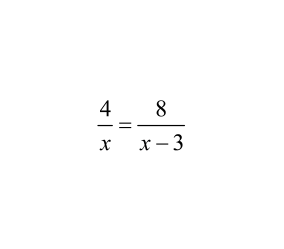 4/x = 8/(x − 3)